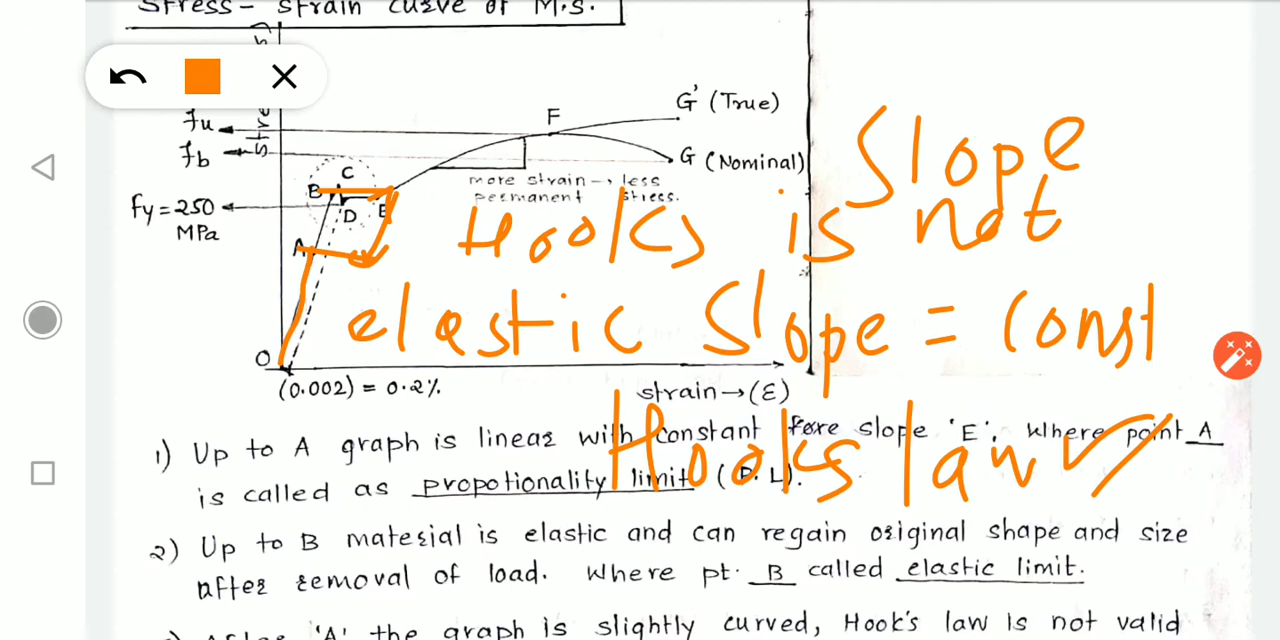 Stress - strain curve of M.S.
Stress)
G' (True)
F
fu
fb
G (Nominal)
C
B
more strain → less
permanent stress.
fy = 250
MPa
D
E
A
O
(0.002) = 0.2%
strain → (Ɛ)
Slope
Hooks is not
elastic Slope = const
Hooks law ✓
1) Up to A graph is linear with constant slope 'E', where point A
is called as propotionality limit (P.L).
2) Up to B material is elastic and can regain original shape and size
after removal of load. Where pt. B called elastic limit.
After 'A' the graph is slightly curved, Hook's law is not valid